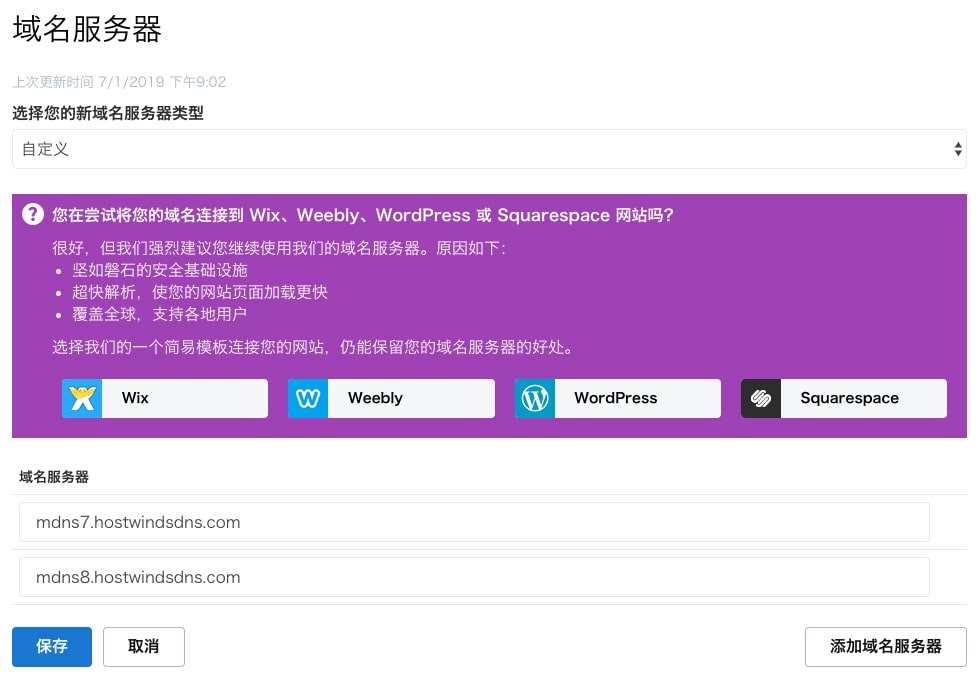 域名服务器
上次更新时间 7/1/2019 下午9:02
选择您的新域名服务器类型
自定义
您在尝试将您的域名连接到 Wix、Weebly、WordPress 或 Squarespace 网站吗?
很好，但我们强烈建议您继续使用我们的域名服务器。原因如下:
• 坚如磐石的安全基础设施
• 超快解析，使您的网站页面加载更快
• 覆盖全球，支持各地用户
选择我们的一个简易模板连接您的网站，仍能保留您的域名服务器的好处。
Wix Weebly WordPress Squarespace
域名服务器
mdns7.hostwindsdns.com
mdns8.hostwindsdns.com
保存 取消 添加域名服务器